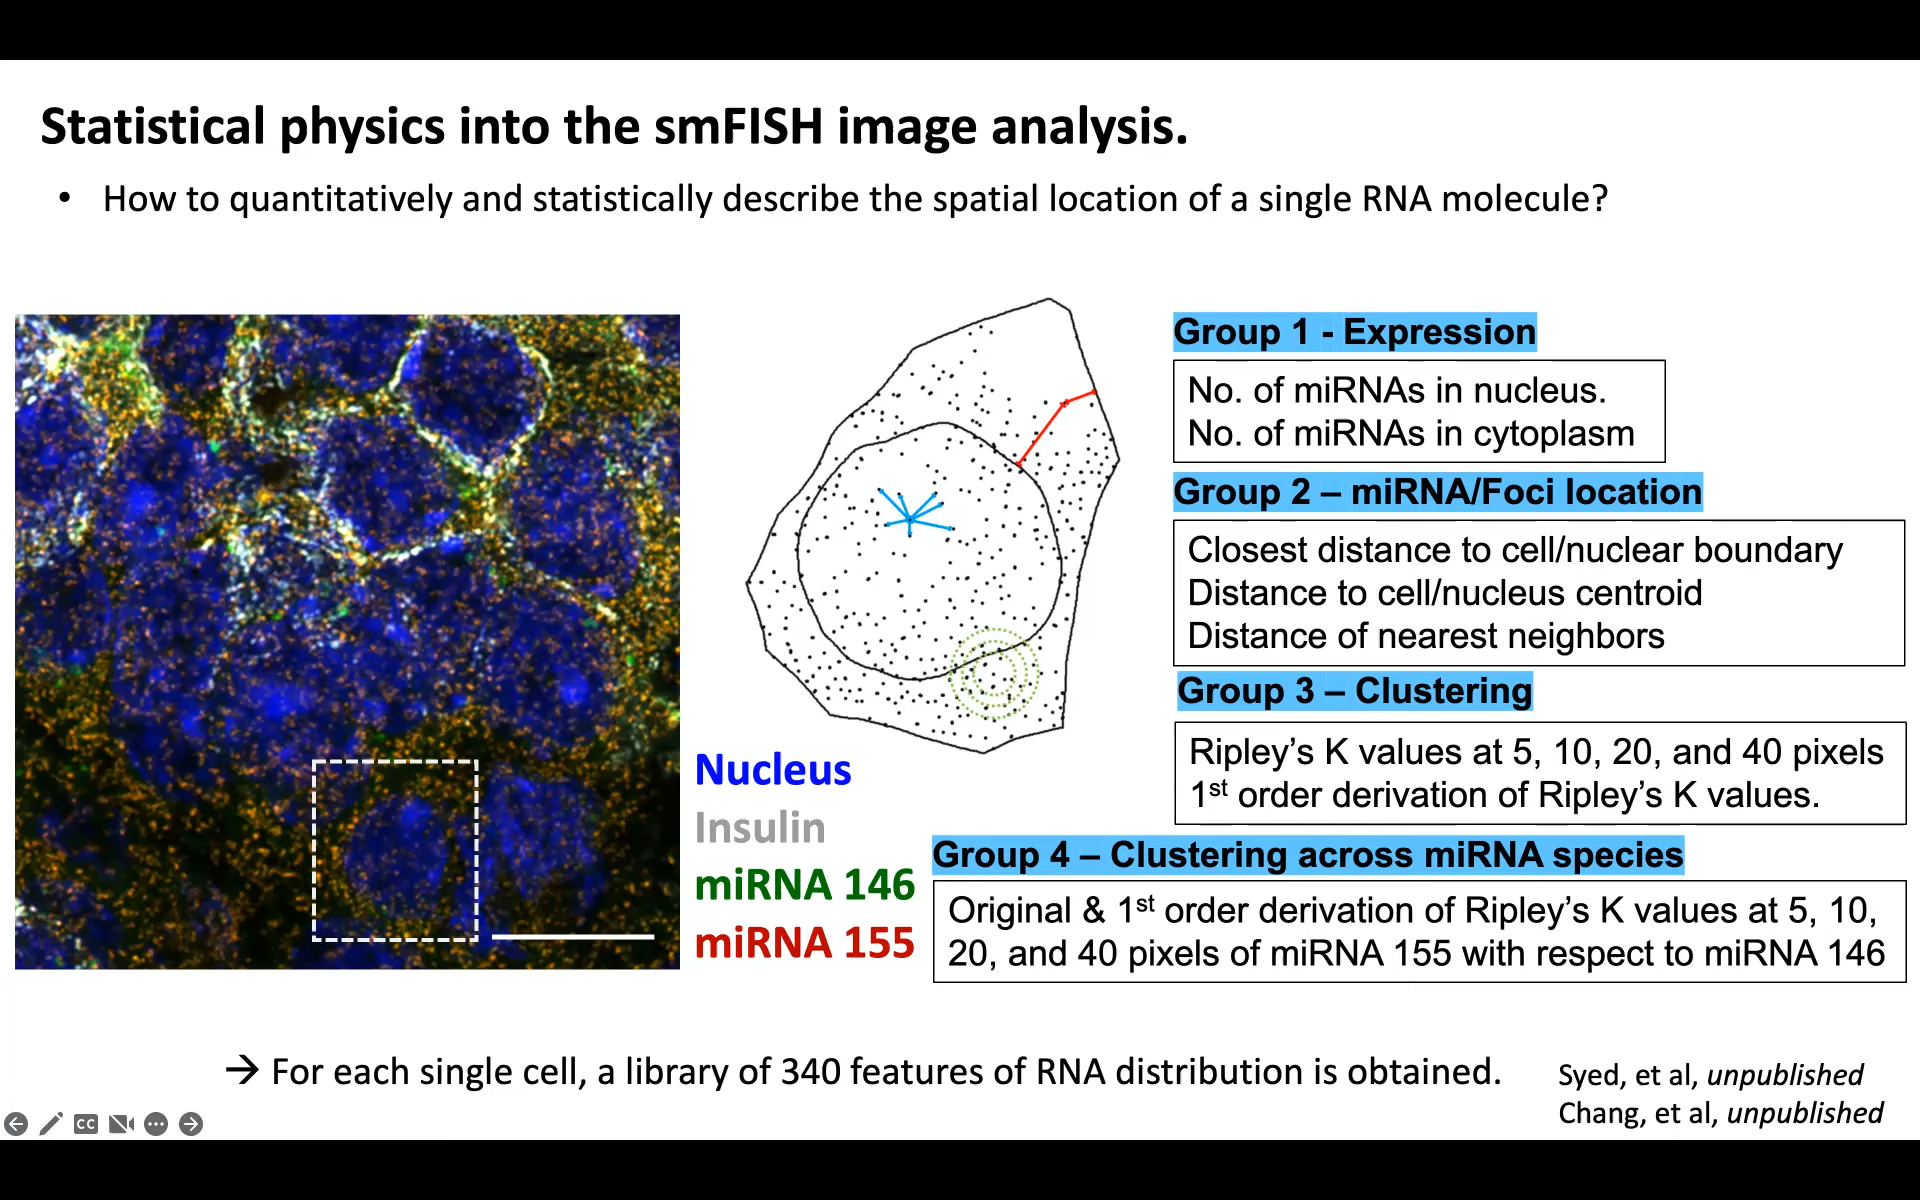 Statistical physics into the smFISH image analysis.
• How to quantitatively and statistically describe the spatial location of a single RNA molecule?
Group 1 - Expression
No. of miRNAs in nucleus.
No. of miRNAs in cytoplasm
Group 2 – miRNA/Foci location
Closest distance to cell/nuclear boundary
Distance to cell/nucleus centroid
Distance of nearest neighbors
Group 3 – Clustering
Ripley's K values at 5, 10, 20, and 40 pixels
1st order derivation of Ripley's K values.
Nucleus
Insulin
miRNA 146
miRNA 155
Group 4 – Clustering across miRNA species
Original & 1st order derivation of Ripley's K values at 5, 10,
20, and 40 pixels of miRNA 155 with respect to miRNA 146
→ For each single cell, a library of 340 features of RNA distribution is obtained.
Syed, et al, unpublished
Chang, et al, unpublished
CC